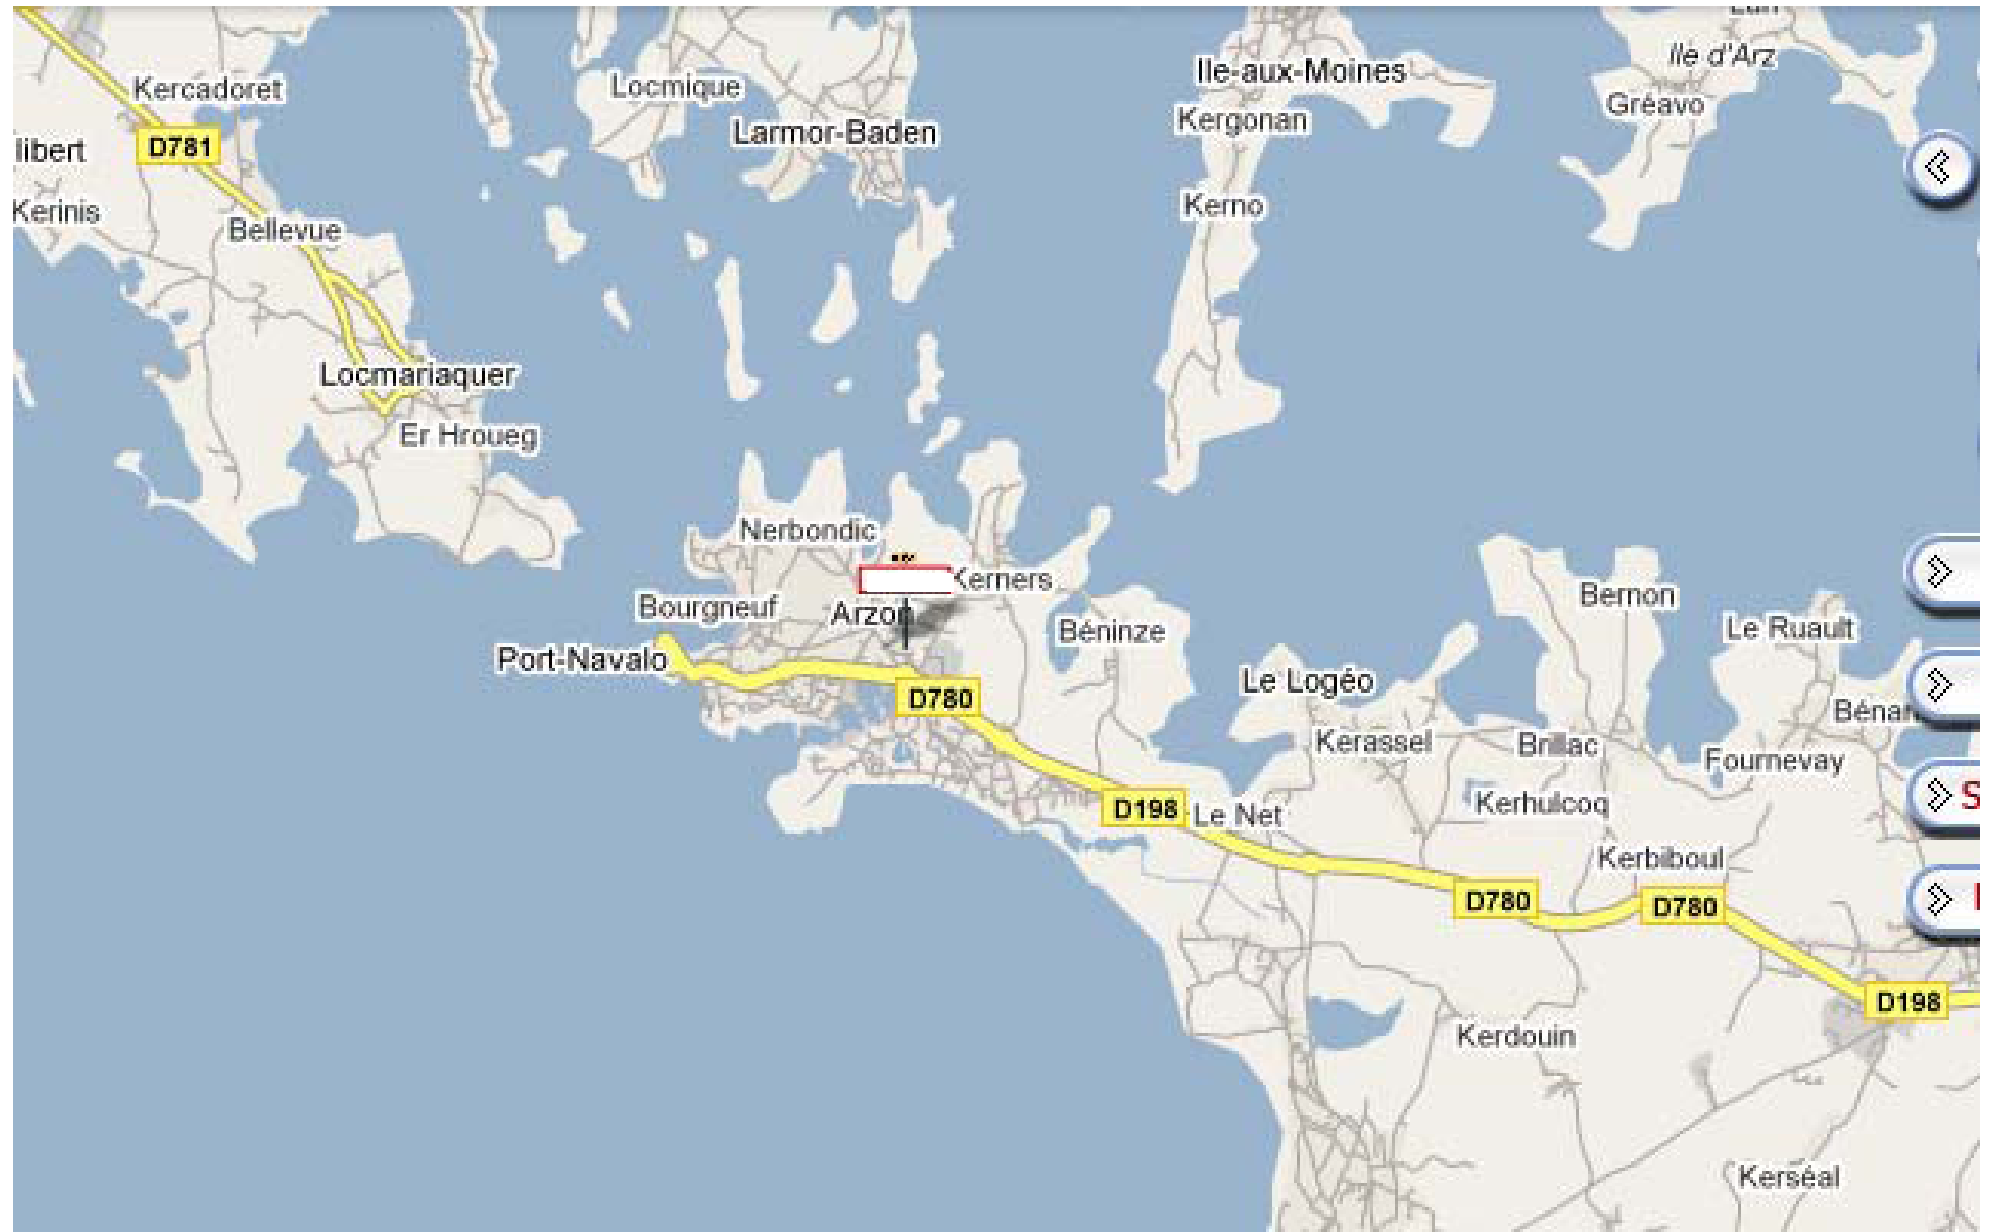 Ile d'Arz
Ile-aux-Moines
Kercadoret
Locmique
Gréavo
Kergonan
Larmor-Baden
D781
libert
Kerno
Kerinis
Bellevue
Locmariaquer
Er Hroueg
Nerbondic
Kerners
Bernon
Bourgneuf
Arzon
Béninze
Le Ruault
Port-Navalo
Le Logéo
D780
Bénan
Kerassel
Brillac
Fournevay
Kerhulcoq
D198
Le Net
Kerbiboul
D780
D780
D198
Kerdouin
Kerséal
S